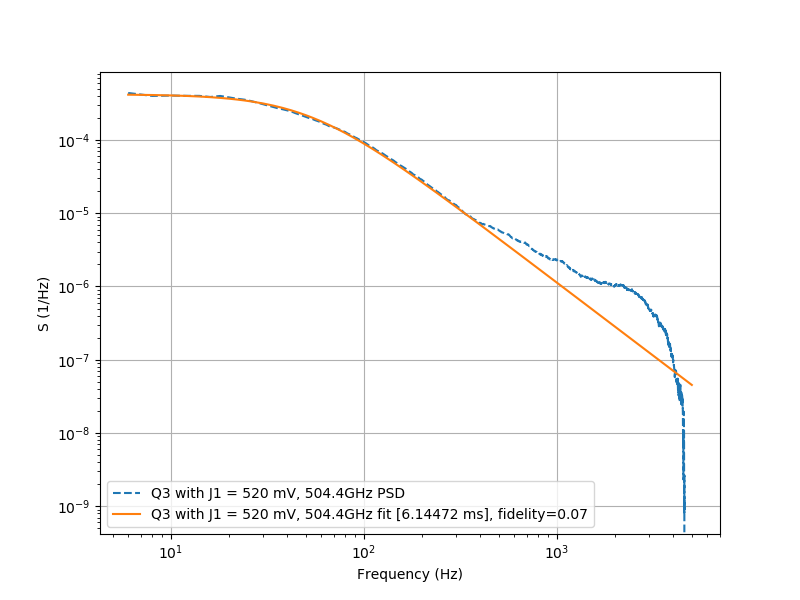 10⁻⁴
10⁻⁵
10⁻⁶
10⁻⁷
10⁻⁸
10⁻⁹
S (1/Hz)
Q3 with J1 = 520 mV, 504.4GHz PSD
Q3 with J1 = 520 mV, 504.4GHz fit [6.14472 ms], fidelity=0.07
10¹ 10² 10³
Frequency (Hz)